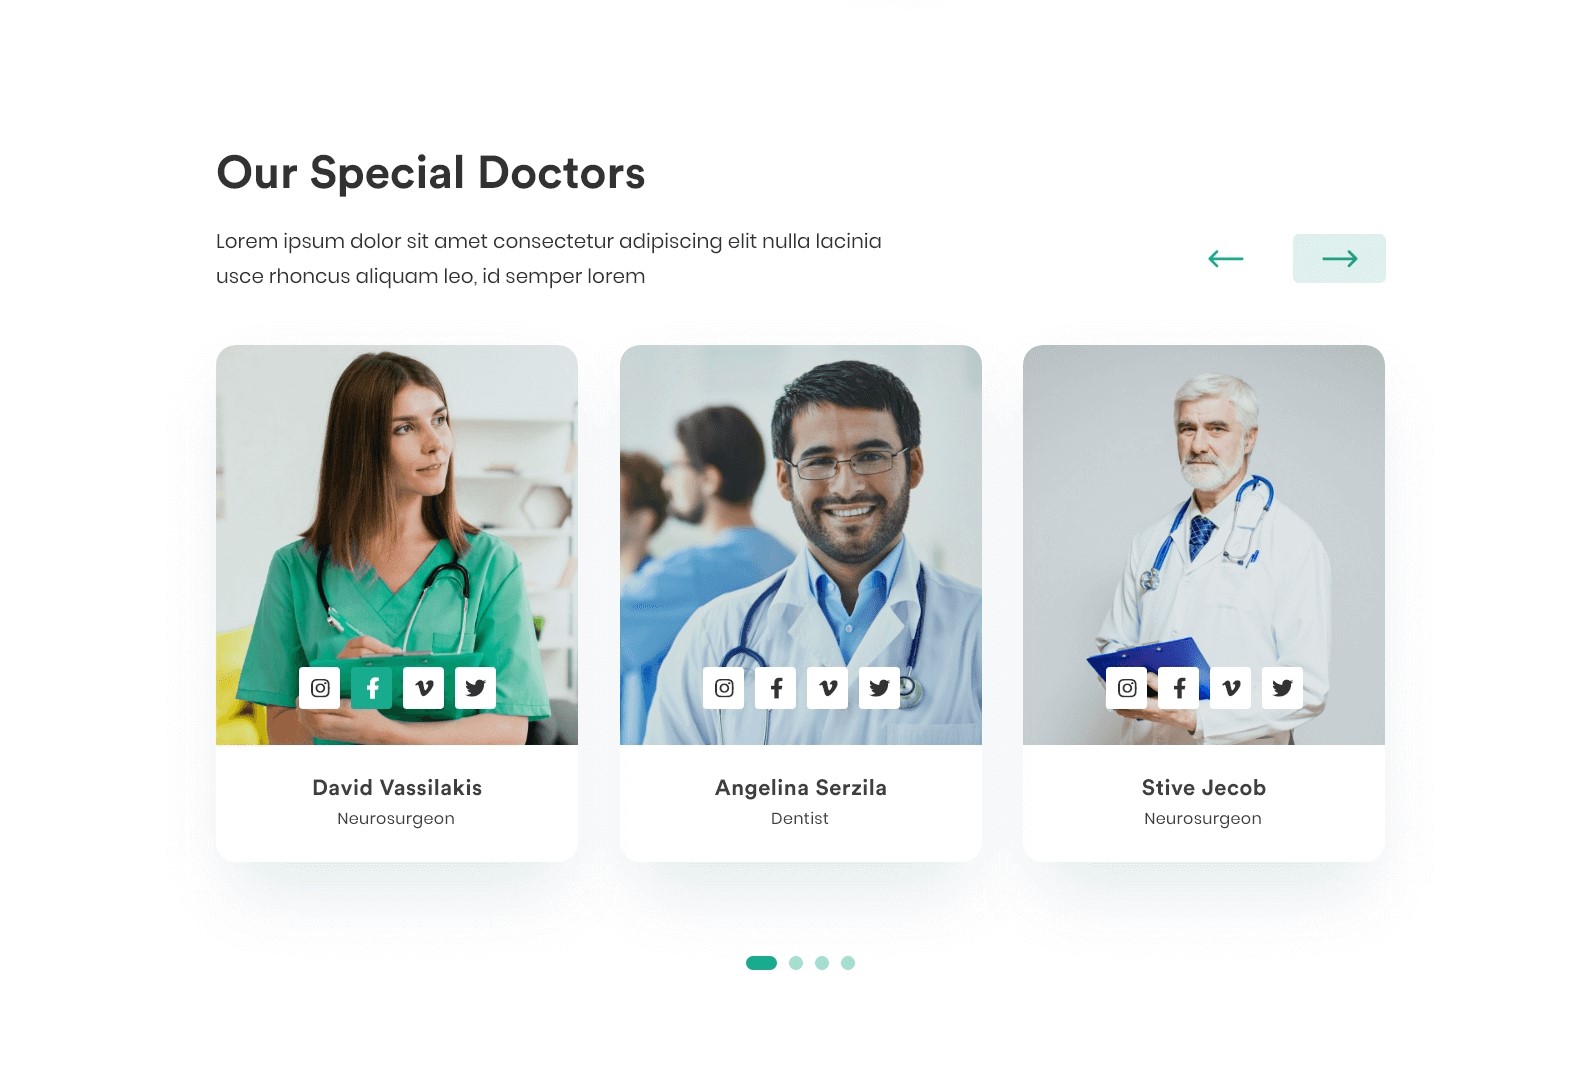 Our Special Doctors
Lorem ipsum dolor sit amet consectetur adipiscing elit nulla lacinia
usce rhoncus aliquam leo, id semper lorem
David Vassilakis
Neurosurgeon
Angelina Serzila
Dentist
Stive Jecob
Neurosurgeon